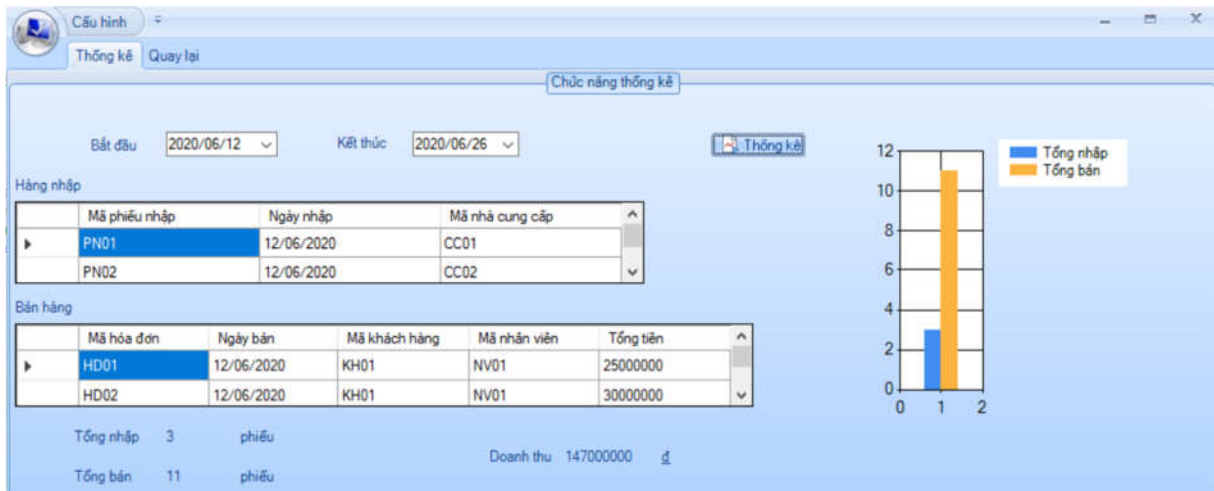 Cấu hình
Thống kê Quay lại
Chức năng thống kê
Bắt đầu 2020/06/12 Kết thúc 2020/06/26 Thống kê
Hàng nhập
Mã phiếu nhập Ngày nhập Mã nhà cung cấp
PN01 12/06/2020 CC01
PN02 12/06/2020 CC02
Bán hàng
Mã hóa đơn Ngày bán Mã khách hàng Mã nhân viên Tổng tiền
HD01 12/06/2020 KH01 NV01 25000000
HD02 12/06/2020 KH01 NV01 30000000
Tổng nhập 3 phiếu
Doanh thu 147000000 đ
Tổng bán 11 phiếu
12
10
8
6
4
2
0
0 1 2
Tổng nhập
Tổng bán